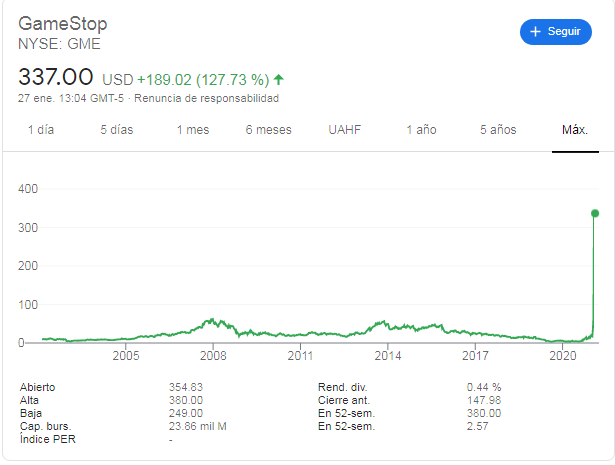 GameStop
NYSE: GME
+ Seguir
337.00 USD +189.02 (127.73 %) ↑
27 ene. 13:04 GMT-5 · Renuncia de responsabilidad
1 día 5 días 1 mes 6 meses UAHF 1 año 5 años Máx.
400
300
200
100
0
2005 2008 2011 2014 2017 2020
Abierto 354.83 Rend. div. 0.44 %
Alta 380.00 Cierre ant. 147.98
Baja 249.00 En 52-sem. 380.00
Cap. burs. 23.86 mil M En 52-sem. 2.57
Índice PER -